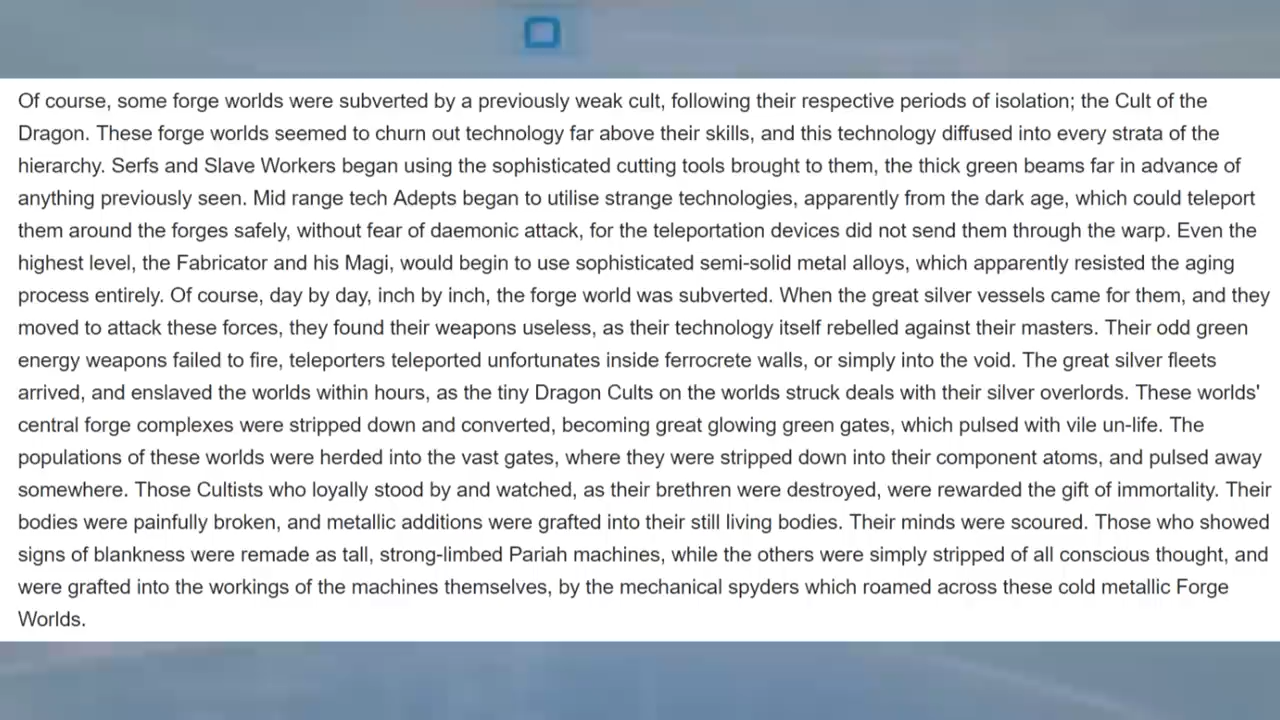 Of course, some forge worlds were subverted by a previously weak cult, following their respective periods of isolation; the Cult of the
Dragon. These forge worlds seemed to churn out technology far above their skills, and this technology diffused into every strata of the
hierarchy. Serfs and Slave Workers began using the sophisticated cutting tools brought to them, the thick green beams far in advance of
anything previously seen. Mid range tech Adepts began to utilise strange technologies, apparently from the dark age, which could teleport
them around the forges safely, without fear of daemonic attack, for the teleportation devices did not send them through the warp. Even the
highest level, the Fabricator and his Magi, would begin to use sophisticated semi-solid metal alloys, which apparently resisted the aging
process entirely. Of course, day by day, inch by inch, the forge world was subverted. When the great silver vessels came for them, and they
moved to attack these forces, they found their weapons useless, as their technology itself rebelled against their masters. Their odd green
energy weapons failed to fire, teleporters teleported unfortunates inside ferrocrete walls, or simply into the void. The great silver fleets
arrived, and enslaved the worlds within hours, as the tiny Dragon Cults on the worlds struck deals with their silver overlords. These worlds'
central forge complexes were stripped down and converted, becoming great glowing green gates, which pulsed with vile un-life. The
populations of these worlds were herded into the vast gates, where they were stripped down into their component atoms, and pulsed away
somewhere. Those Cultists who loyally stood by and watched, as their brethren were destroyed, were rewarded the gift of immortality. Their
bodies were painfully broken, and metallic additions were grafted into their still living bodies. Their minds were scoured. Those who showed
signs of blankness were remade as tall, strong-limbed Pariah machines, while the others were simply stripped of all conscious thought, and
were grafted into the workings of the machines themselves, by the mechanical spyders which roamed across these cold metallic Forge
Worlds.